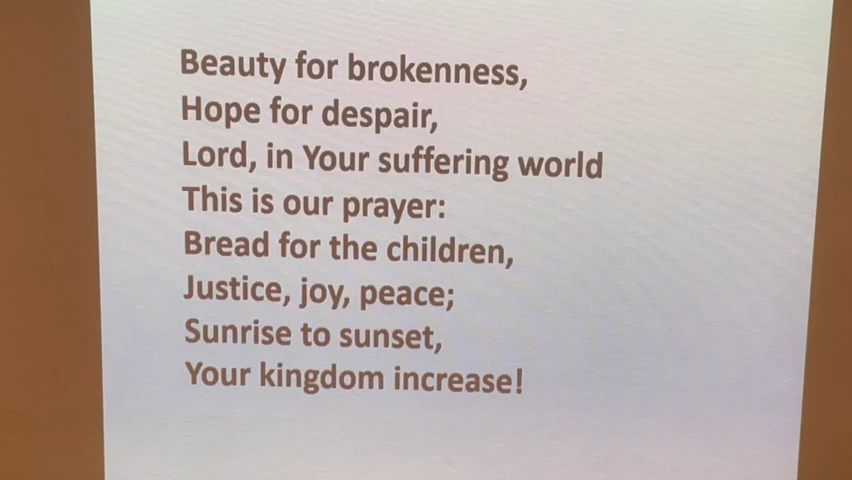 Beauty for brokenness,
Hope for despair,
Lord, in Your suffering world
This is our prayer:
Bread for the children,
Justice, joy, peace;
Sunrise to sunset,
Your kingdom increase!